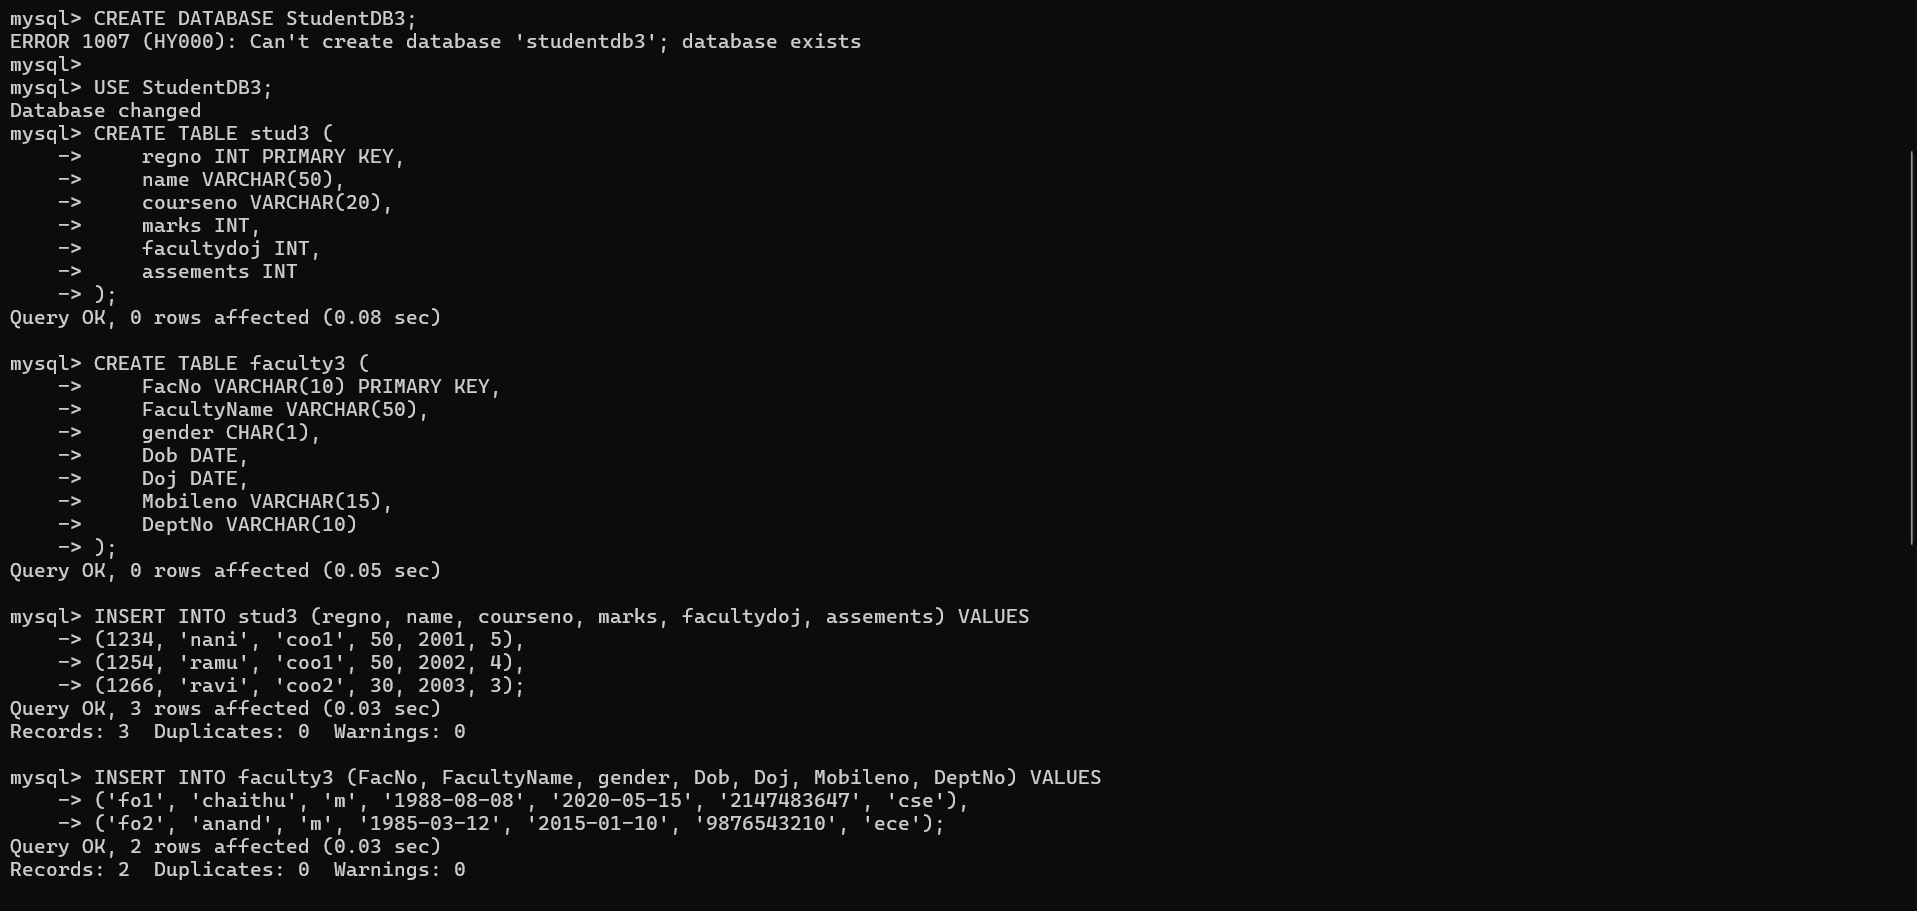 mysql> CREATE DATABASE StudentDB3;
ERROR 1007 (HY000): Can't create database 'studentdb3'; database exists
mysql>
mysql> USE StudentDB3;
Database changed
mysql> CREATE TABLE stud3 (
    ->     regno INT PRIMARY KEY,
    ->     name VARCHAR(50),
    ->     courseno VARCHAR(20),
    ->     marks INT,
    ->     facultydoj INT,
    ->     assements INT
    -> );
Query OK, 0 rows affected (0.08 sec)

mysql> CREATE TABLE faculty3 (
    ->     FacNo VARCHAR(10) PRIMARY KEY,
    ->     FacultyName VARCHAR(50),
    ->     gender CHAR(1),
    ->     Dob DATE,
    ->     Doj DATE,
    ->     Mobileno VARCHAR(15),
    ->     DeptNo VARCHAR(10)
    -> );
Query OK, 0 rows affected (0.05 sec)

mysql> INSERT INTO stud3 (regno, name, courseno, marks, facultydoj, assements) VALUES
    -> (1234, 'nani', 'coo1', 50, 2001, 5),
    -> (1254, 'ramu', 'coo1', 50, 2002, 4),
    -> (1266, 'ravi', 'coo2', 30, 2003, 3);
Query OK, 3 rows affected (0.03 sec)
Records: 3  Duplicates: 0  Warnings: 0

mysql> INSERT INTO faculty3 (FacNo, FacultyName, gender, Dob, Doj, Mobileno, DeptNo) VALUES
    -> ('fo1', 'chaithu', 'm', '1988-08-08', '2020-05-15', '2147483647', 'cse'),
    -> ('fo2', 'anand', 'm', '1985-03-12', '2015-01-10', '9876543210', 'ece');
Query OK, 2 rows affected (0.03 sec)
Records: 2  Duplicates: 0  Warnings: 0